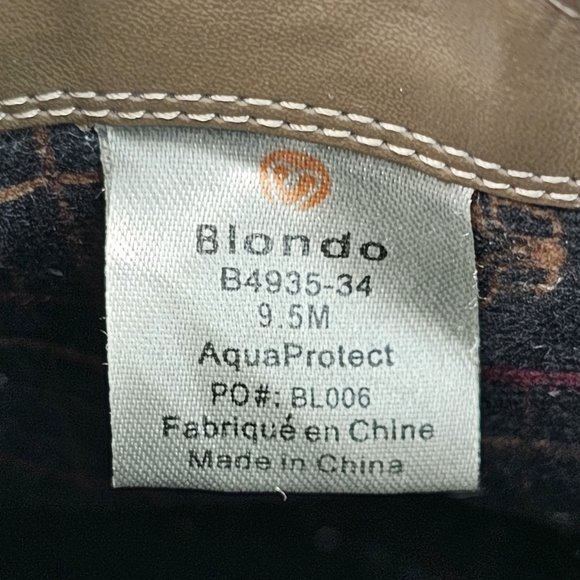 Blondo
B4935-34
9.5M
AquaProtect
PO#: BL006
Fabriqué en Chine
Made in China